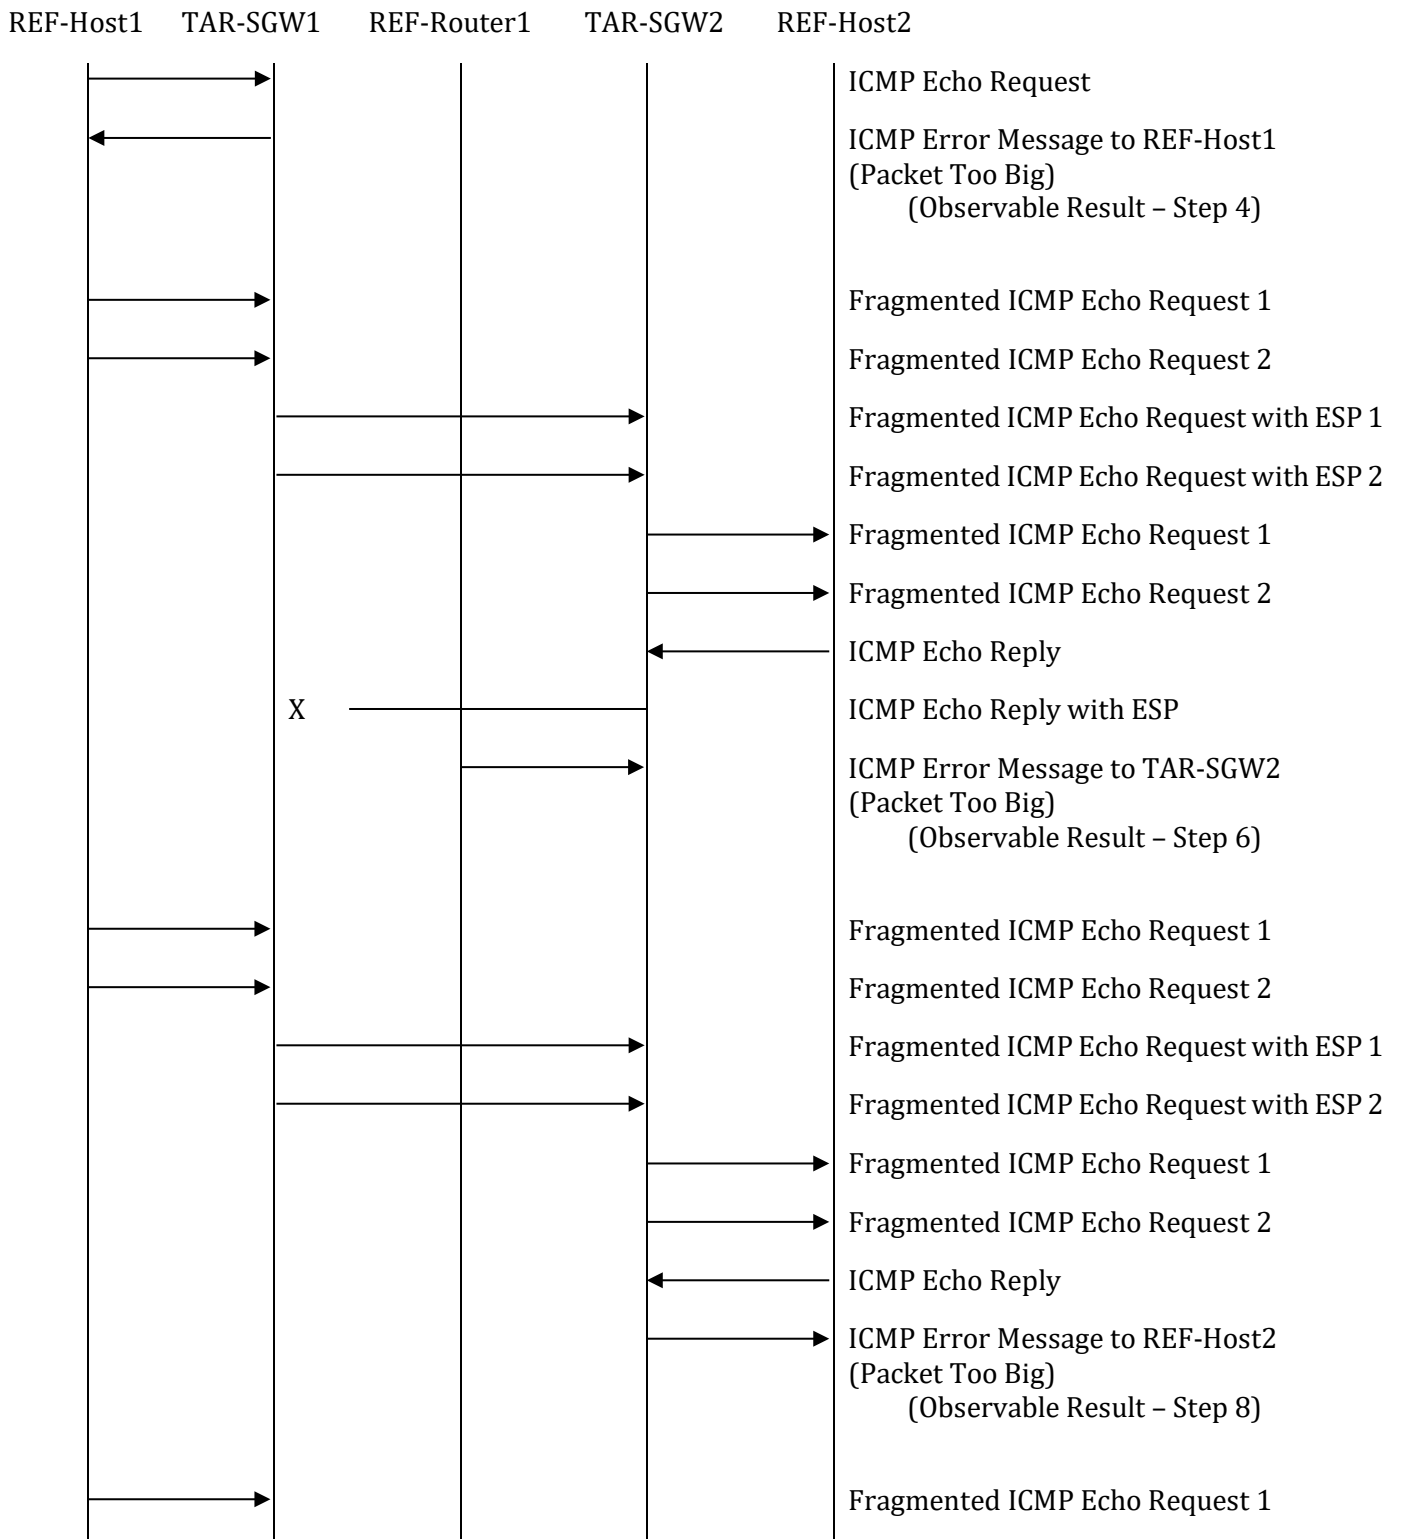 REF-Host1 TAR-SGW1 REF-Router1 TAR-SGW2 REF-Host2
ICMP Echo Request
ICMP Error Message to REF-Host1
(Packet Too Big)
(Observable Result – Step 4)
Fragmented ICMP Echo Request 1
Fragmented ICMP Echo Request 2
Fragmented ICMP Echo Request with ESP 1
Fragmented ICMP Echo Request with ESP 2
Fragmented ICMP Echo Request 1
Fragmented ICMP Echo Request 2
ICMP Echo Reply
X ICMP Echo Reply with ESP
ICMP Error Message to TAR-SGW2
(Packet Too Big)
(Observable Result – Step 6)
Fragmented ICMP Echo Request 1
Fragmented ICMP Echo Request 2
Fragmented ICMP Echo Request with ESP 1
Fragmented ICMP Echo Request with ESP 2
Fragmented ICMP Echo Request 1
Fragmented ICMP Echo Request 2
ICMP Echo Reply
ICMP Error Message to REF-Host2
(Packet Too Big)
(Observable Result – Step 8)
Fragmented ICMP Echo Request 1